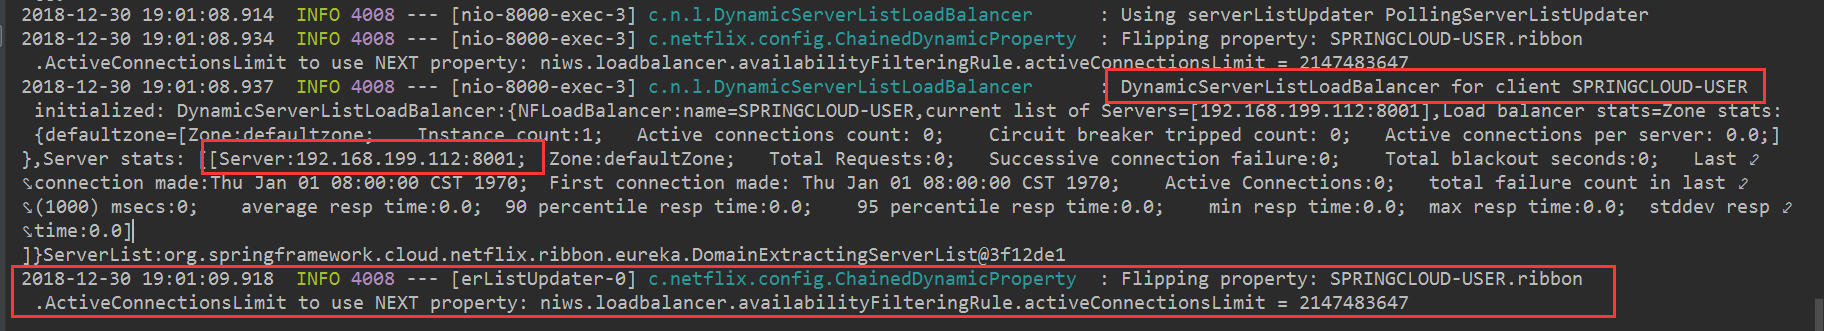 2018-12-30 19:01:08.914  INFO 4008 --- [nio-8000-exec-3] c.n.l.DynamicServerListLoadBalancer      : Using serverListUpdater PollingServerListUpdater
2018-12-30 19:01:08.934  INFO 4008 --- [nio-8000-exec-3] c.netflix.config.ChainedDynamicProperty  : Flipping property: SPRINGCLOUD-USER.ribbon
.ActiveConnectionsLimit to use NEXT property: niws.loadbalancer.availabilityFilteringRule.activeConnectionsLimit = 2147483647
2018-12-30 19:01:08.937  INFO 4008 --- [nio-8000-exec-3] c.n.l.DynamicServerListLoadBalancer      : DynamicServerListLoadBalancer for client SPRINGCLOUD-USER
initialized: DynamicServerListLoadBalancer:{NFLoadBalancer:name=SPRINGCLOUD-USER,current list of Servers=[192.168.199.112:8001],Load balancer stats=Zone stats:
{defaultzone=[Zone:defaultzone;    Instance count:1;   Active connections count: 0;    Circuit breaker tripped count: 0;   Active connections per server: 0.0;]
},Server stats: [[Server:192.168.199.112:8001;  Zone:defaultZone;   Total Requests:0;   Successive connection failure:0;    Total blackout seconds:0;   Last
connection made:Thu Jan 01 08:00:00 CST 1970;  First connection made: Thu Jan 01 08:00:00 CST 1970;    Active Connections:0;   total failure count in last
(1000) msecs:0;    average resp time:0.0;  90 percentile resp time:0.0;    95 percentile resp time:0.0;    min resp time:0.0;  max resp time:0.0;  stddev resp
time:0.0]
]}ServerList:org.springframework.cloud.netflix.ribbon.eureka.DomainExtractingServerList@3f12de1
2018-12-30 19:01:09.918  INFO 4008 --- [erListUpdater-0] c.netflix.config.ChainedDynamicProperty  : Flipping property: SPRINGCLOUD-USER.ribbon
.ActiveConnectionsLimit to use NEXT property: niws.loadbalancer.availabilityFilteringRule.activeConnectionsLimit = 2147483647